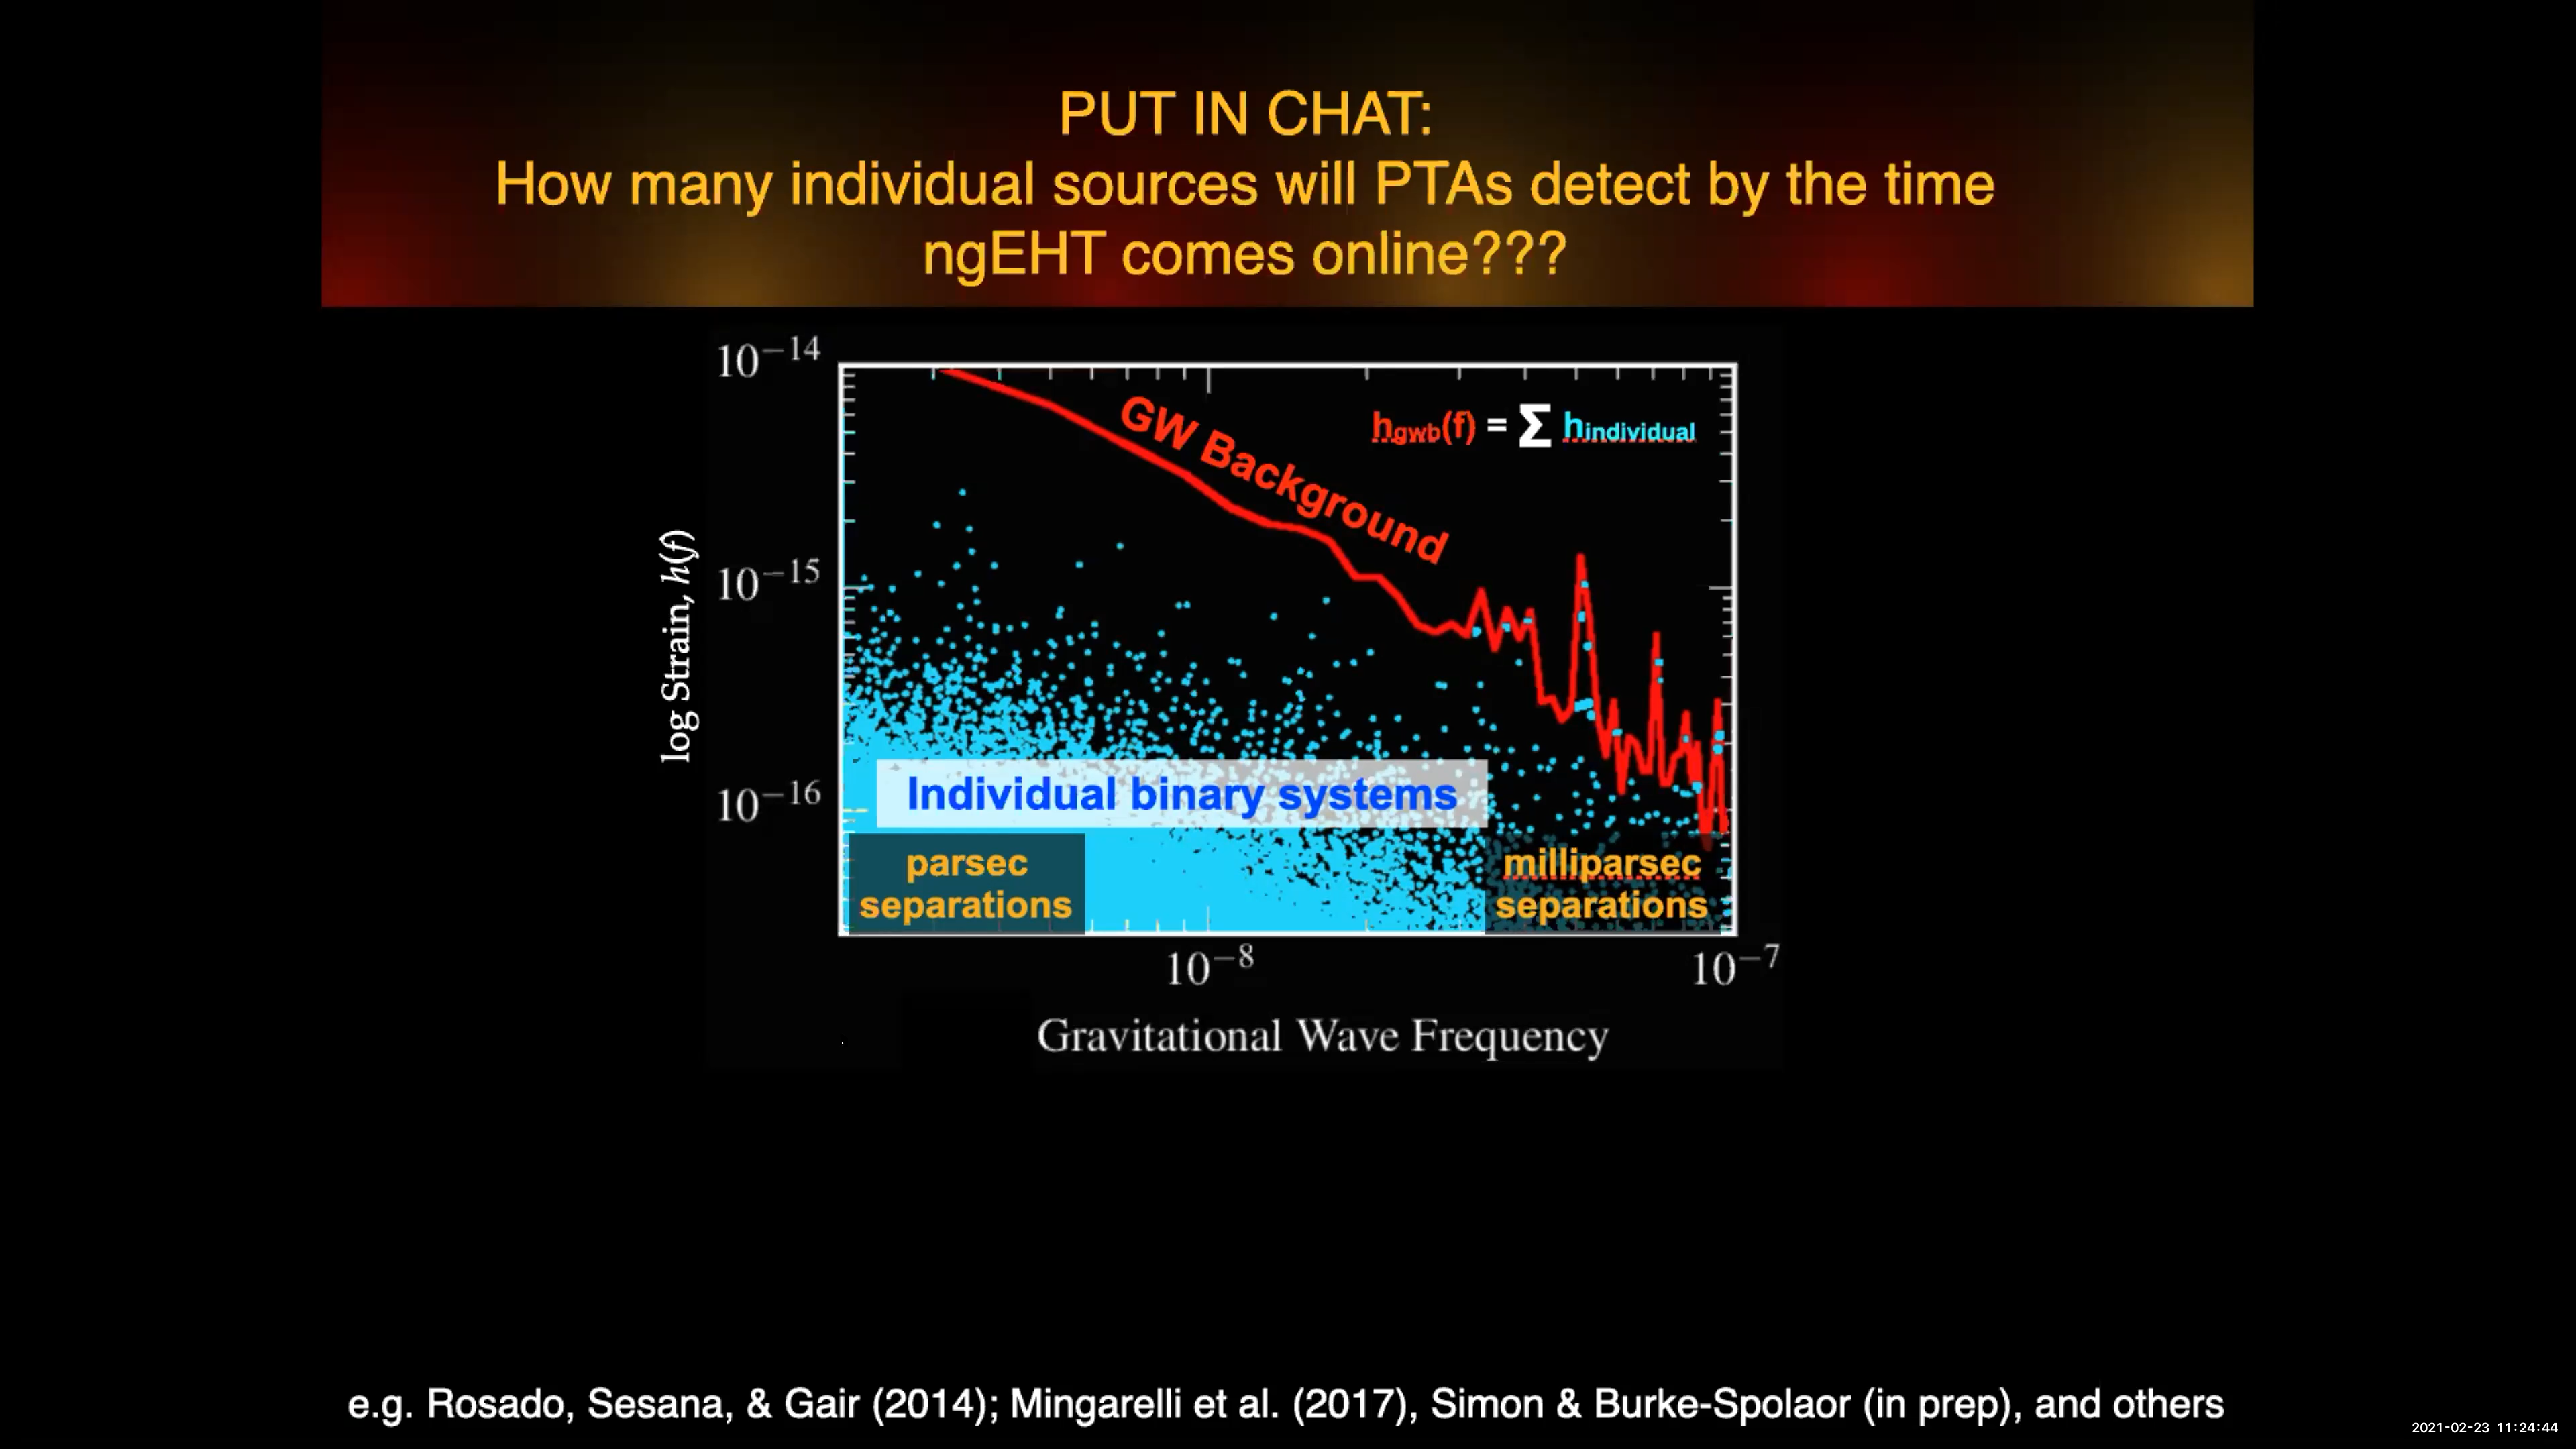 PUT IN CHAT:
How many individual sources will PTAs detect by the time
ngEHT comes online???
10−14
GW Background
hgwb(f) = Σ hindividual
log Strain, h(f)
10−15
10−16
Individual binary systems
parsec
separations
milliparsec
separations
10−8
10−7
Gravitational Wave Frequency
e.g. Rosado, Sesana, & Gair (2014); Mingarelli et al. (2017), Simon & Burke-Spolaor (in prep), and others
2021-02-23 11:24:44